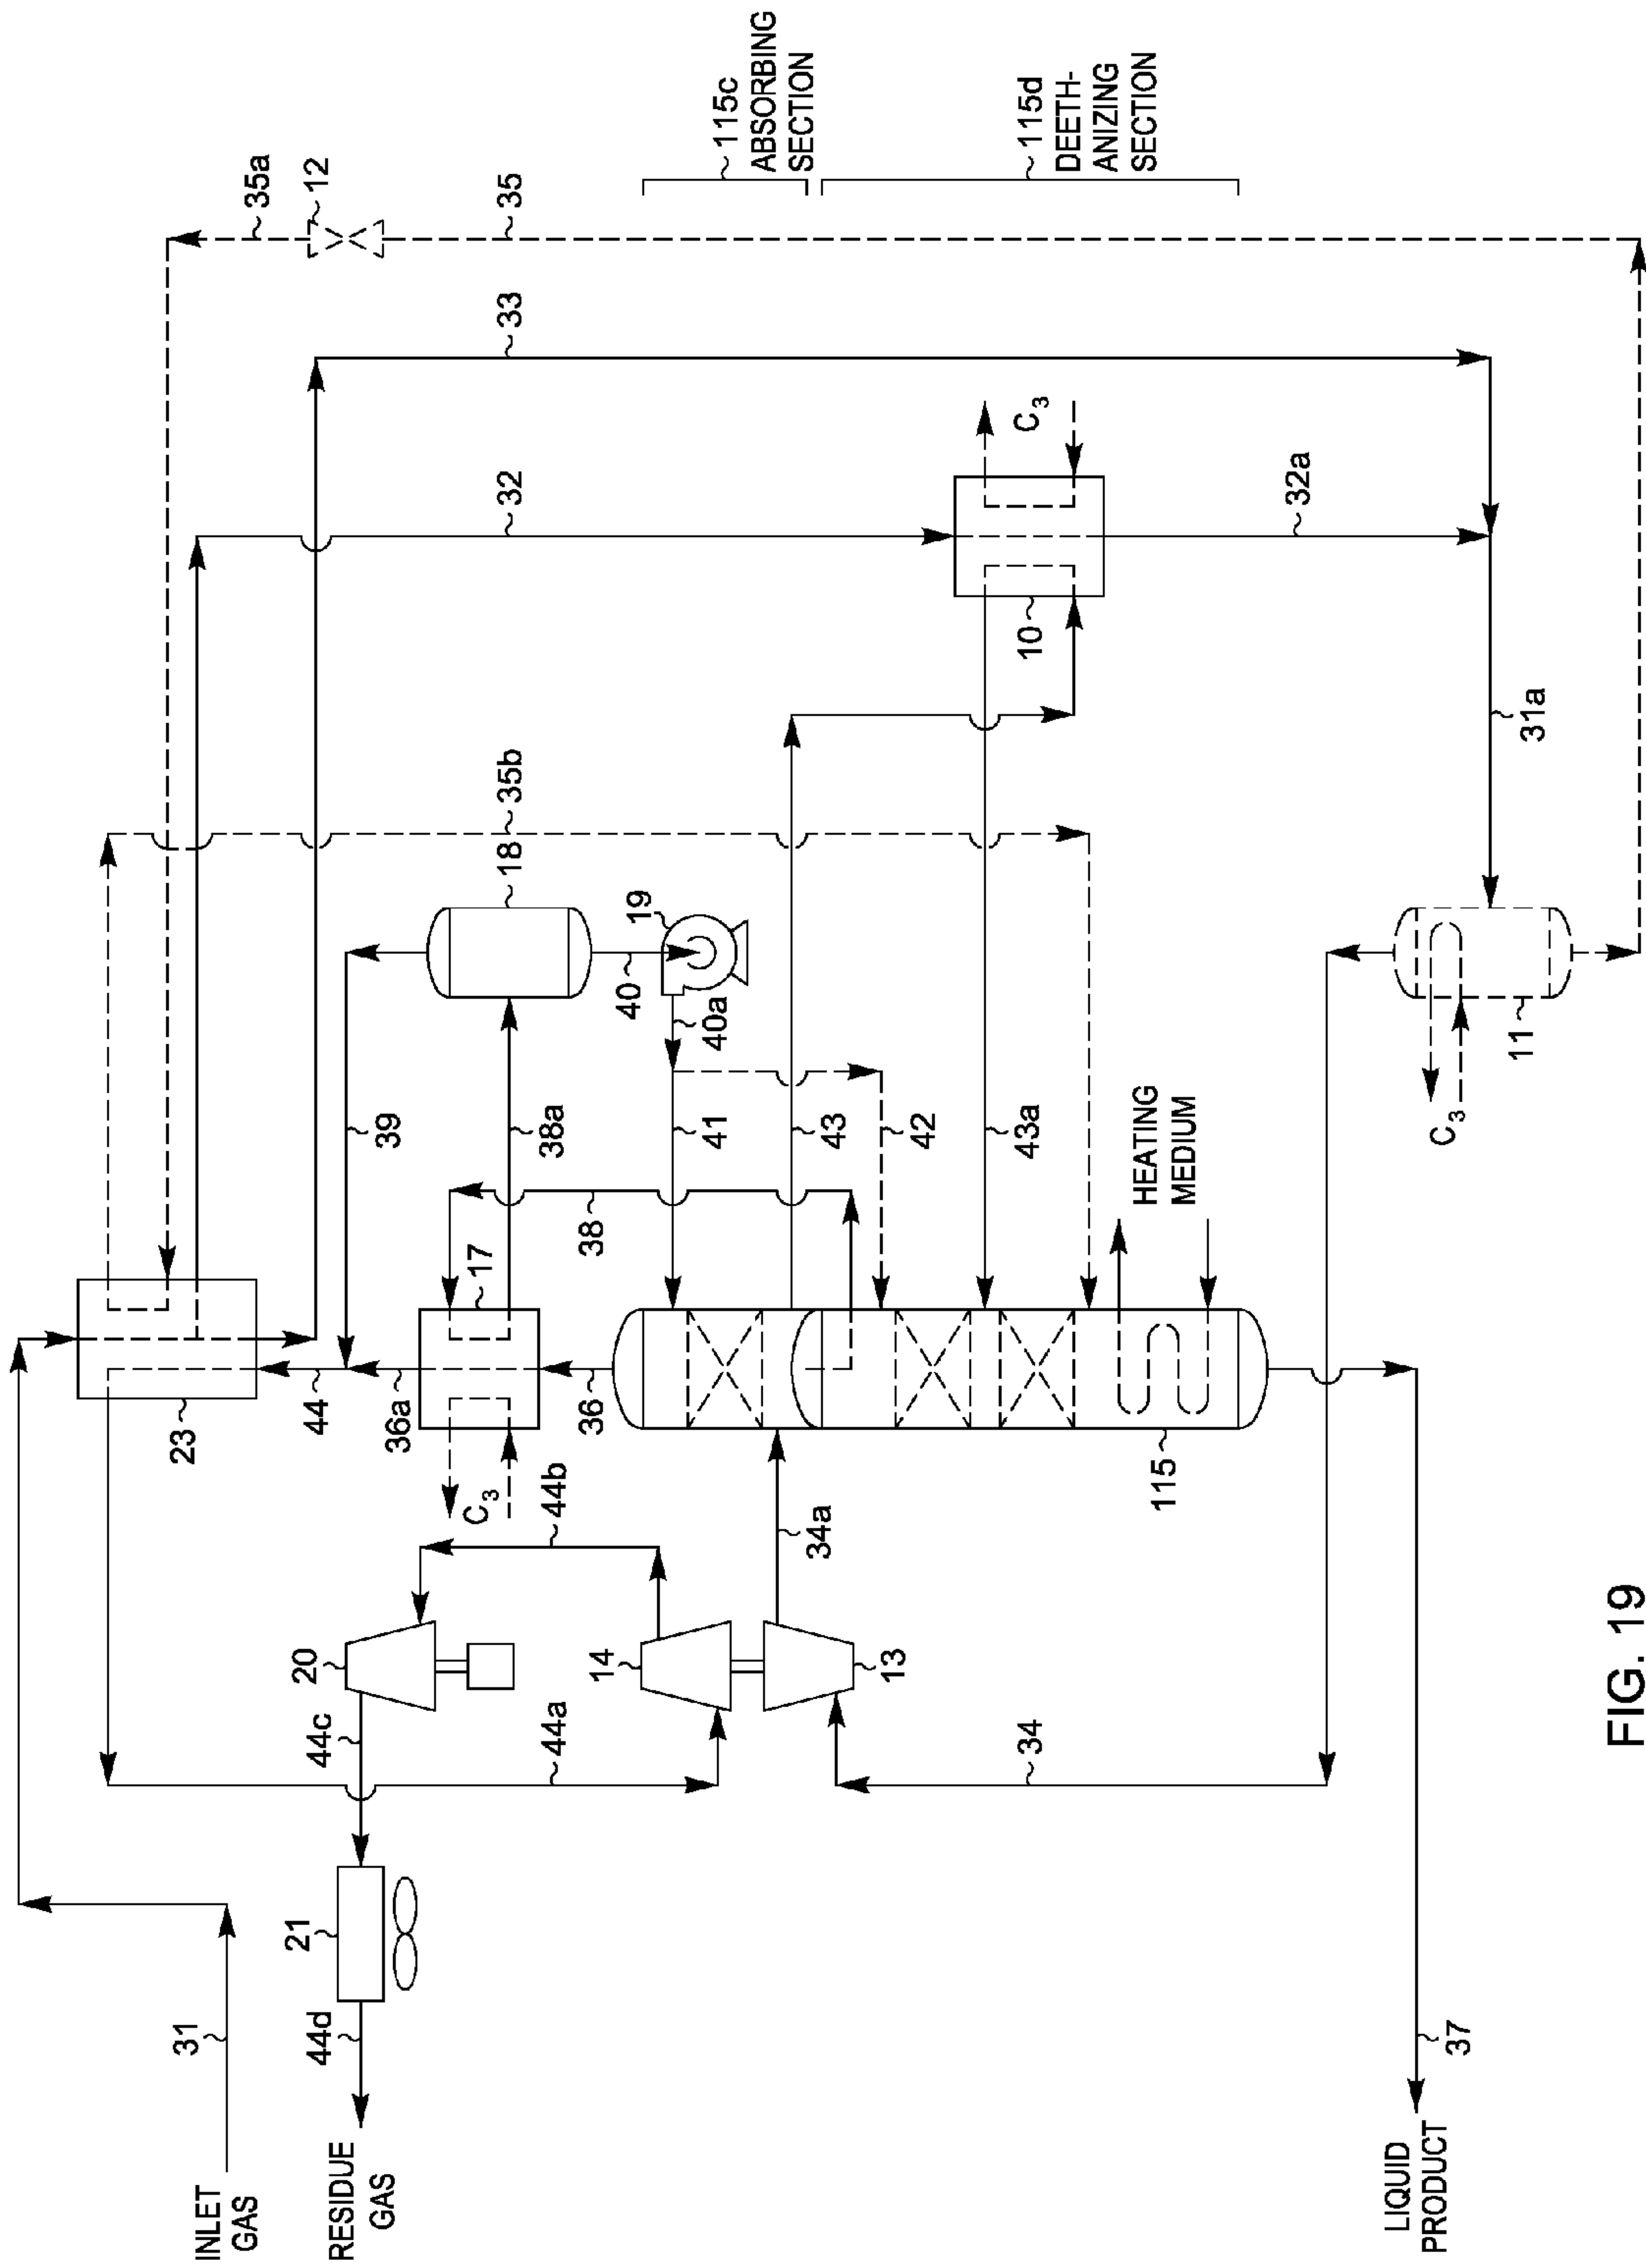 INLET
GAS
31
RESIDUE
GAS
44d
21
44c
20
44a
44b
14
13
34
34a
23
44
36a
C3
17
36
39
38a
38
18
35b
40
19
40a
41
43
42
43a
115
HEATING
MEDIUM
35a
12
35
33
32
10
C3
32a
31a
11
C3
115c
ABSORBING
SECTION
115d
DEETH-
ANIZING
SECTION
LIQUID
PRODUCT
37
FIG. 19